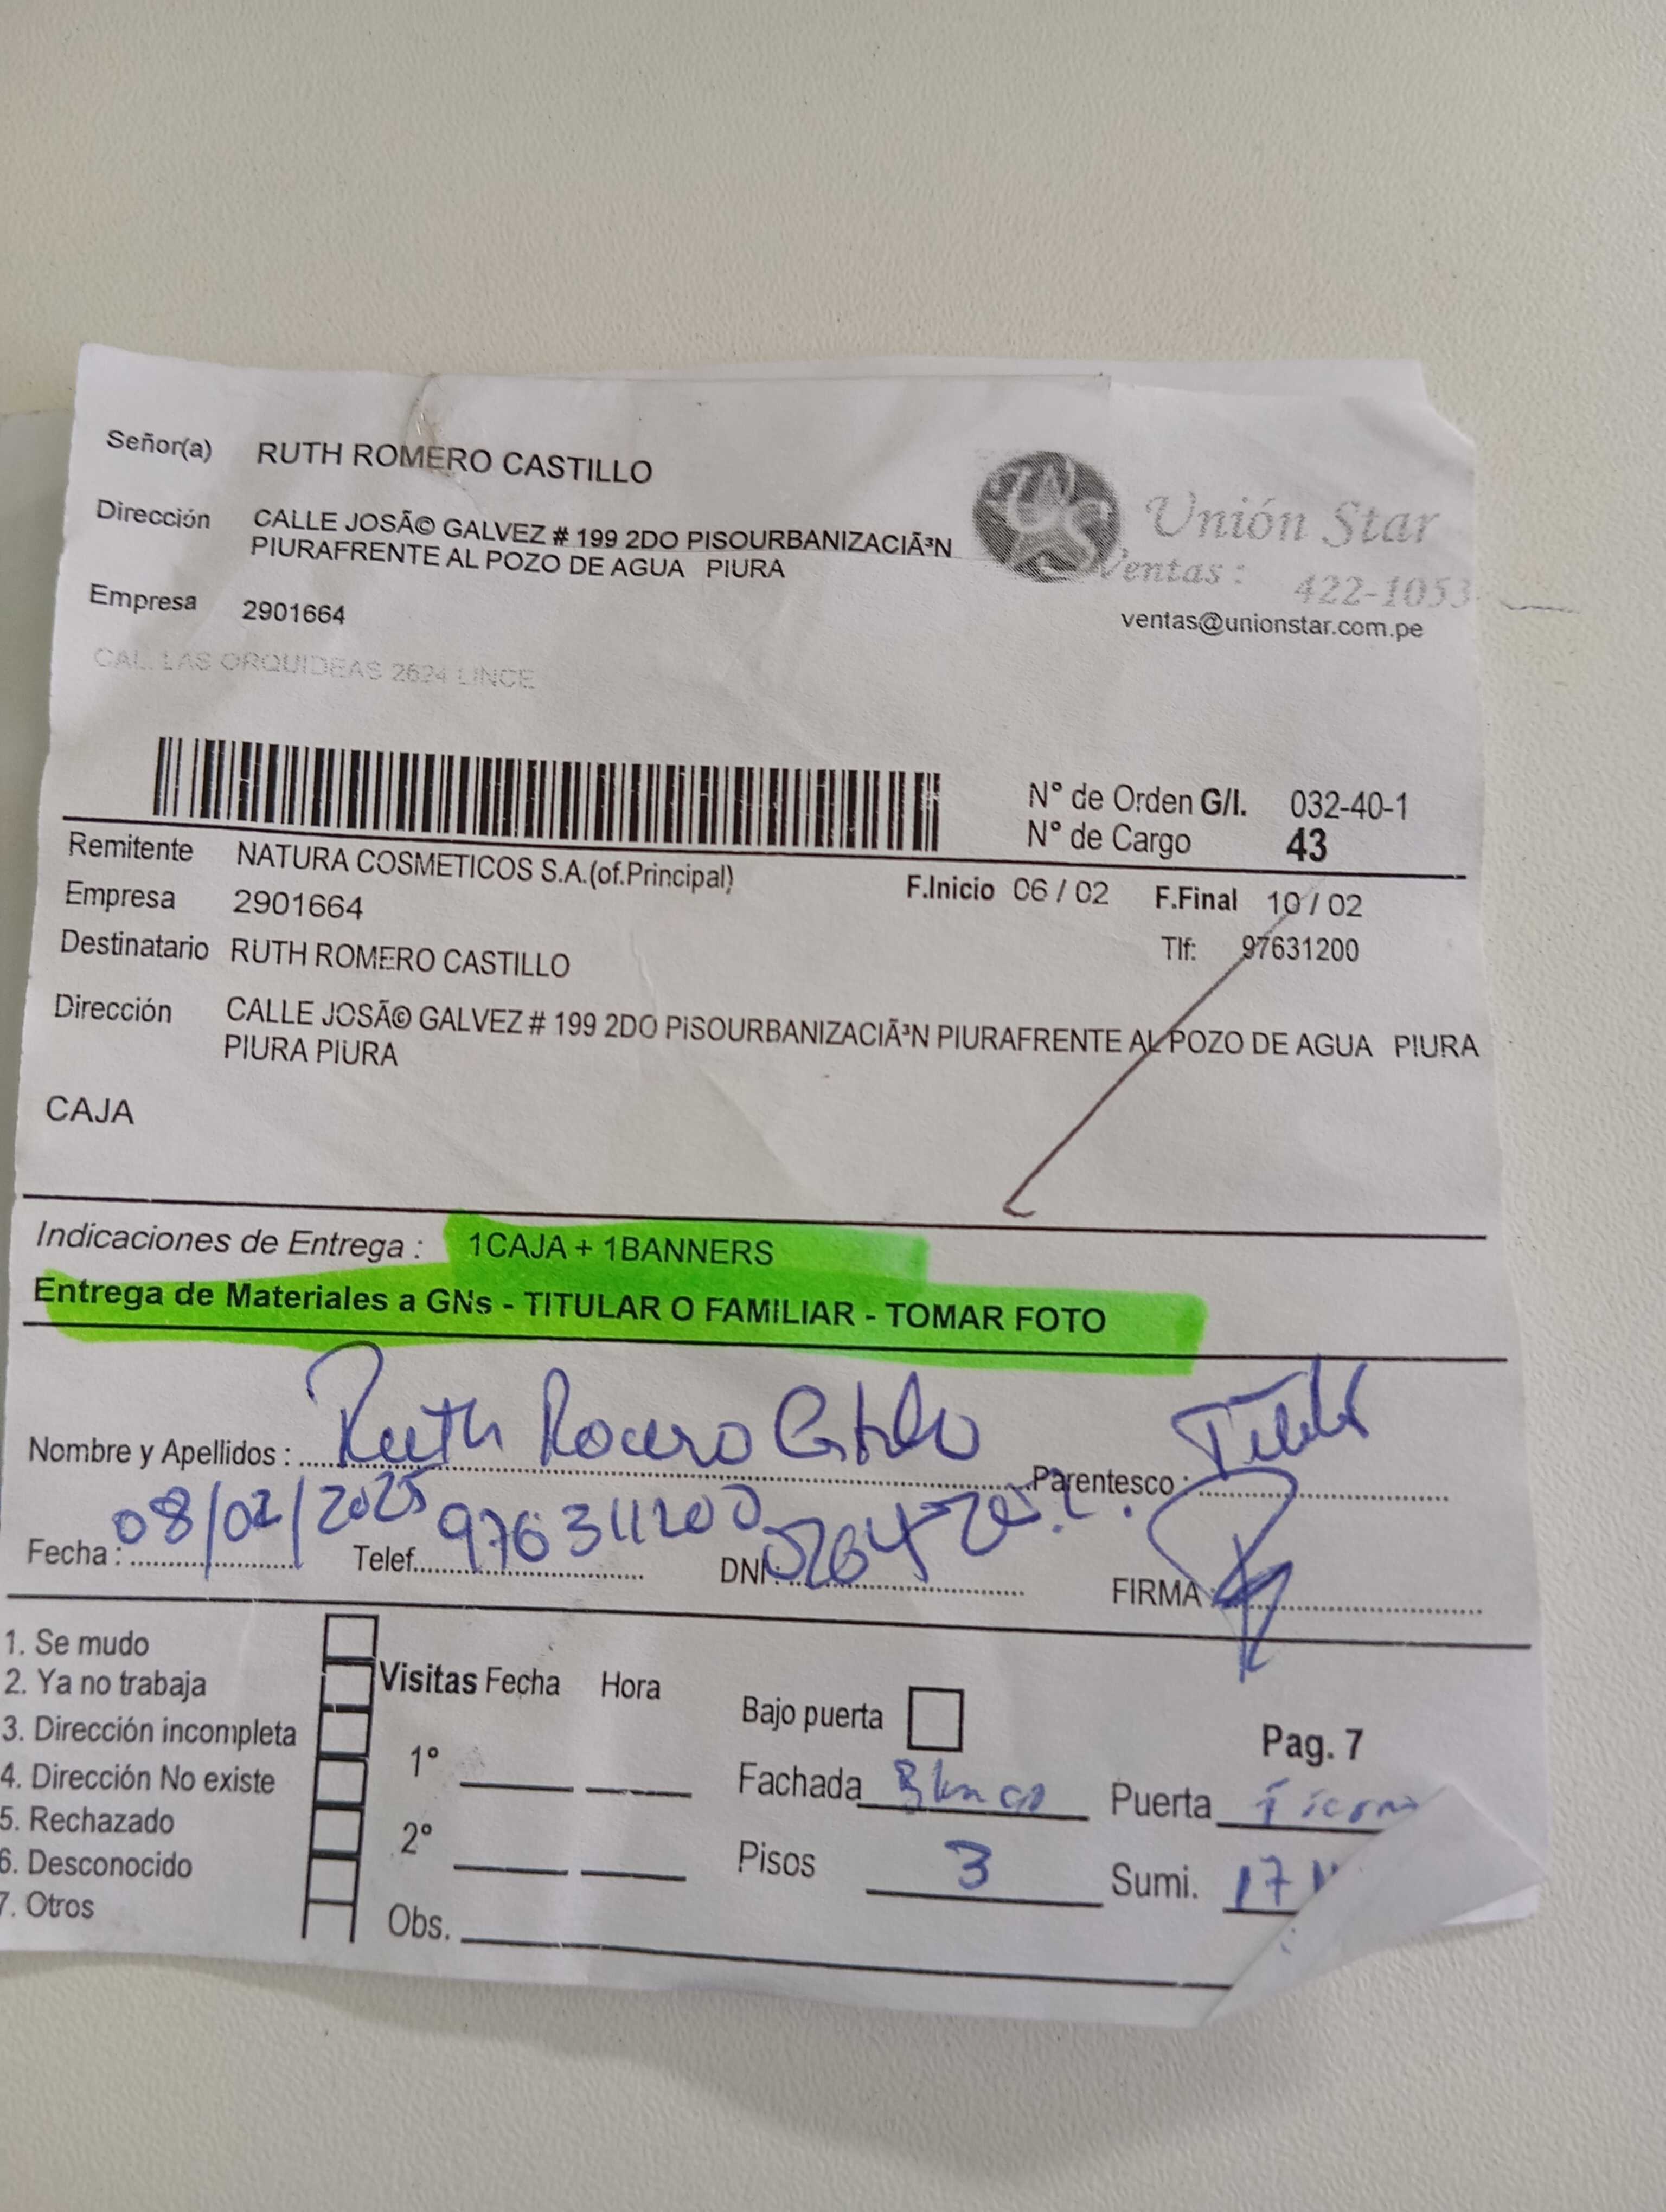 Señor(a) RUTH ROMERO CASTILLO
Dirección CALLE JOSÃ© GALVEZ # 199 2DO PISOURBANIZACIÃ³N
PIURAFRENTE AL POZO DE AGUA PIURA
Empresa 2901664
CAL. LAS ORQUIDEAS 2624 LINCE
Unión Star
Ventas : 422-1053
ventas@unionstar.com.pe
N° de Orden G/I. 032-40-1
N° de Cargo 43
Remitente NATURA COSMETICOS S.A.(of.Principal)
F.Inicio 06 / 02 F.Final 10 / 02
Empresa 2901664
Tlf: 97631200
Destinatario RUTH ROMERO CASTILLO
Dirección CALLE JOSÃ© GALVEZ # 199 2DO PISOURBANIZACIÃ³N PIURAFRENTE AL POZO DE AGUA PIURA
PIURA PIURA
CAJA
Indicaciones de Entrega : 1CAJA + 1BANNERS
Entrega de Materiales a GNs - TITULAR O FAMILIAR - TOMAR FOTO
Nombre y Apellidos : Ruth Romero Castillo Parentesco : Titular
Fecha : 08/02/2025 Telef. 976311200 DNI: FIRMA
1. Se mudo
2. Ya no trabaja
3. Dirección incompleta
4. Dirección No existe
5. Rechazado
6. Desconocido
7. Otros
Visitas Fecha Hora
1°
2°
Obs.
Bajo puerta
Pag. 7
Fachada Blanco Puerta
Pisos 3 Sumi. 17